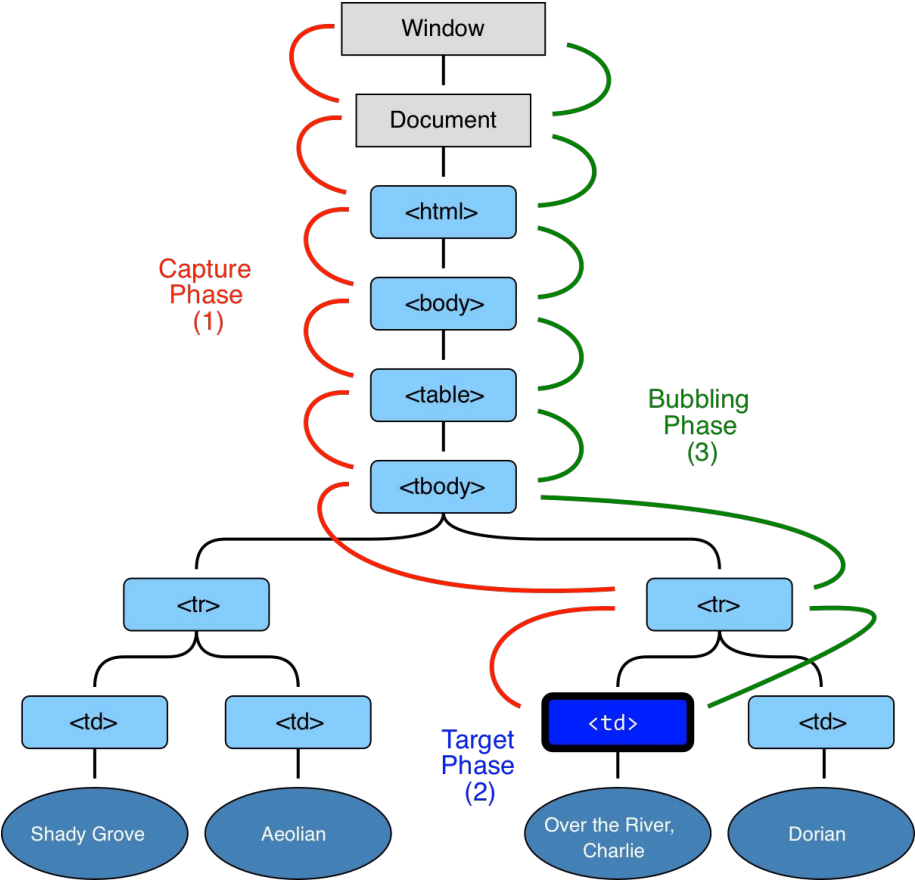 Window
Document
<html>
Capture
Phase
(1)
<body>
<table>
Bubbling
Phase
(3)
<tbody>
<tr>
<tr>
<td>
<td>
<td>
<td>
Target
Phase
(2)
Shady Grove
Aeolian
Over the River,
Charlie
Dorian